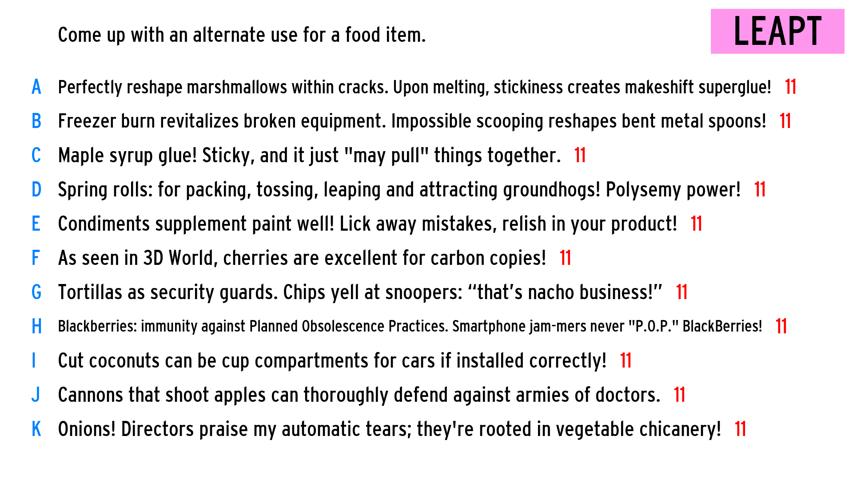 Come up with an alternate use for a food item.
LEAPT
A Perfectly reshape marshmallows within cracks. Upon melting, stickiness creates makeshift superglue! 11
B Freezer burn revitalizes broken equipment. Impossible scooping reshapes bent metal spoons! 11
C Maple syrup glue! Sticky, and it just "may pull" things together. 11
D Spring rolls: for packing, tossing, leaping and attracting groundhogs! Polysemy power! 11
E Condiments supplement paint well! Lick away mistakes, relish in your product! 11
F As seen in 3D World, cherries are excellent for carbon copies! 11
G Tortillas as security guards. Chips yell at snoopers: “that’s nacho business!” 11
H Blackberries: immunity against Planned Obsolescence Practices. Smartphone jam-mers never "P.O.P." BlackBerries! 11
I Cut coconuts can be cup compartments for cars if installed correctly! 11
J Cannons that shoot apples can thoroughly defend against armies of doctors. 11
K Onions! Directors praise my automatic tears; they're rooted in vegetable chicanery! 11